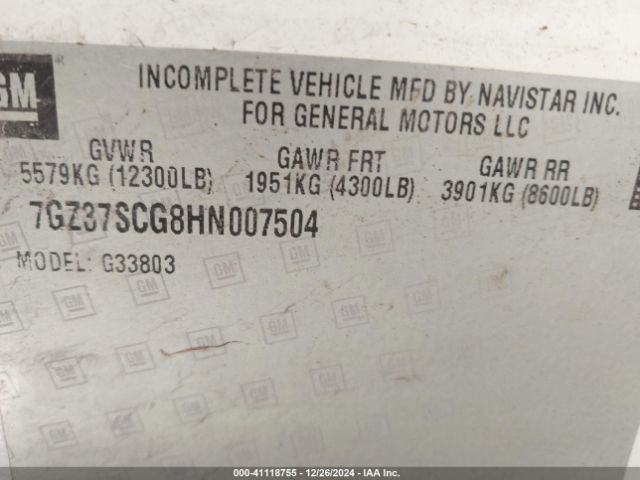 GM ®
INCOMPLETE VEHICLE MFD BY NAVISTAR INC.
FOR GENERAL MOTORS LLC
GVWR GAWR FRT GAWR RR
5579KG (12300LB) 1951KG (4300LB) 3901KG (8600LB)
7GZ37SCG8HN007504
MODEL: G33803
000-41118755 - 12/26/2024 - IAA Inc.